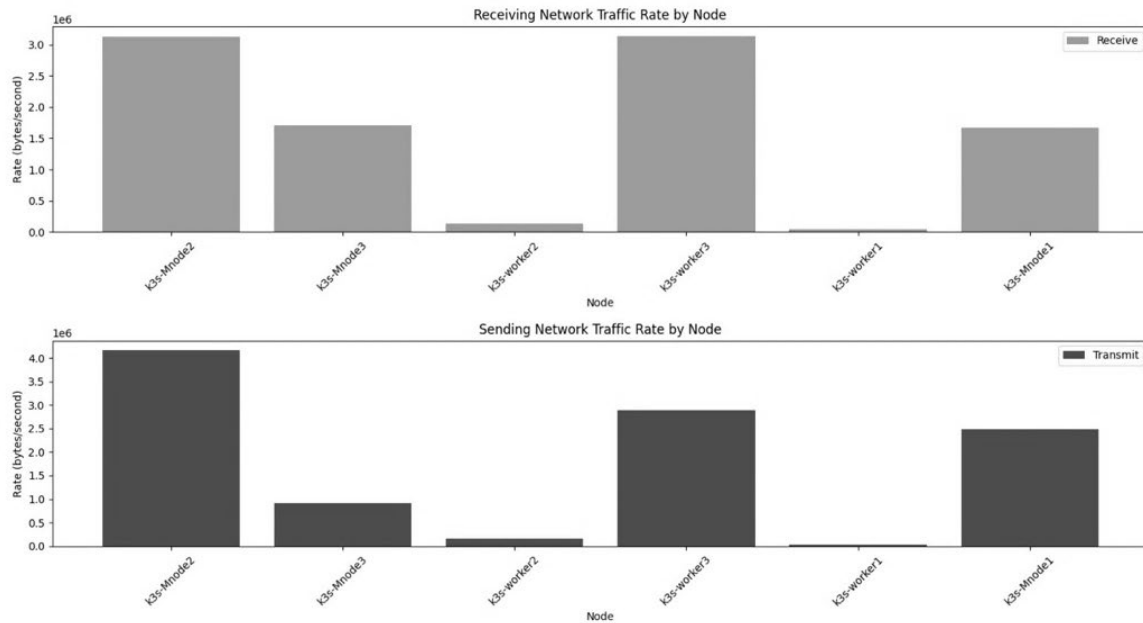 Receiving Network Traffic Rate by Node
1e6
Receive
3.0
2.5
2.0
1.5
1.0
0.5
0.0
Rate (bytes/second)
k3s-Mnode2
k3s-Mnode3
k3s-worker2
k3s-worker3
k3s-worker1
k3s-Mnode1
Node
Sending Network Traffic Rate by Node
1e6
Transmit
4.0
3.5
3.0
2.5
2.0
1.5
1.0
0.5
0.0
Rate (bytes/second)
k3s-Mnode2
k3s-Mnode3
k3s-worker2
k3s-worker3
k3s-worker1
k3s-Mnode1
Node